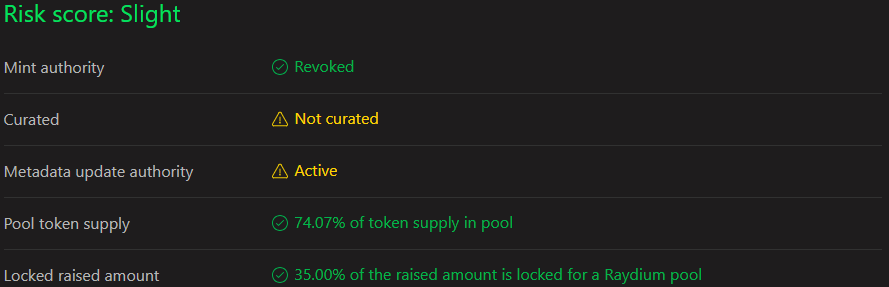 Risk score: Slight
Mint authority Revoked
Curated Not curated
Metadata update authority Active
Pool token supply 74.07% of token supply in pool
Locked raised amount 35.00% of the raised amount is locked for a Raydium pool